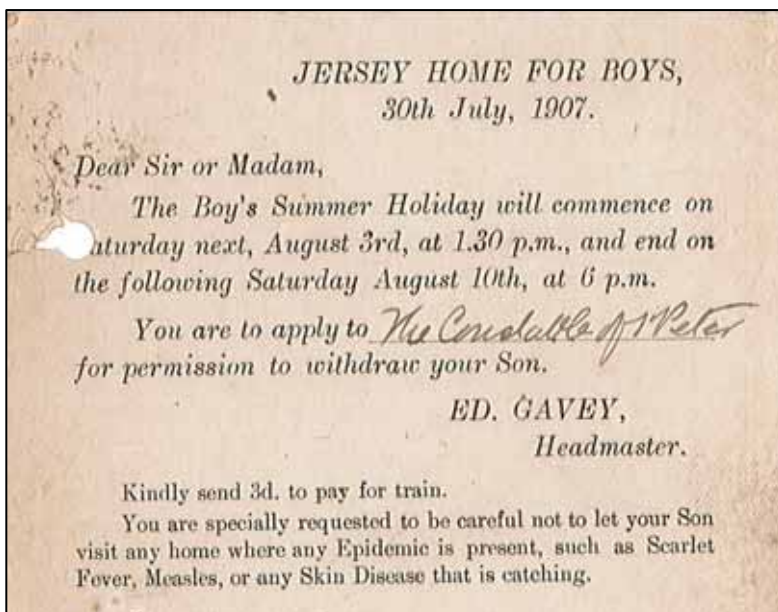 JERSEY HOME FOR BOYS,
30th July, 1907.
Dear Sir or Madam,
The Boy's Summer Holiday will commence on
aturday next, August 3rd, at 1.30 p.m., and end on
the following Saturday August 10th, at 6 p.m.
You are to apply to The Constable of St Peter
for permission to withdraw your Son.
ED. GAVEY,
Headmaster.
Kindly send 3d. to pay for train.
You are specially requested to be careful not to let your Son
visit any home where any Epidemic is present, such as Scarlet
Fever, Measles, or any Skin Disease that is catching.